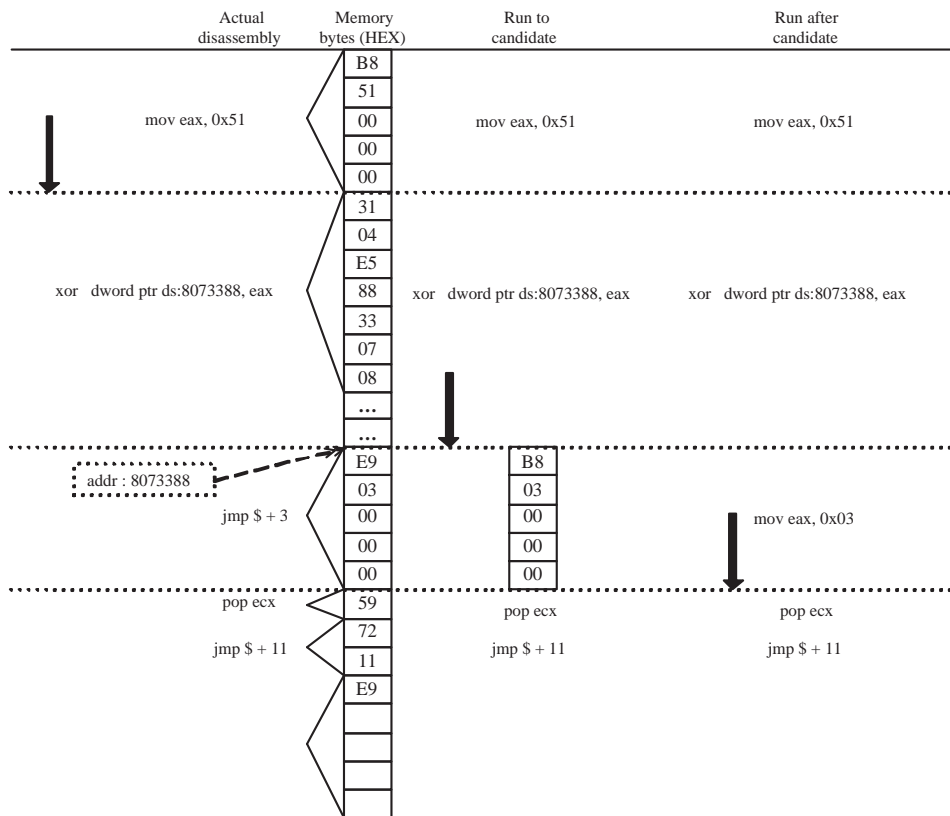 Actual disassembly
Memory bytes (HEX)
Run to candidate
Run after candidate
B8
51
mov eax, 0x51
00
mov eax, 0x51
mov eax, 0x51
00
00
31
04
E5
xor dword ptr ds:8073388, eax
88
xor dword ptr ds:8073388, eax
xor dword ptr ds:8073388, eax
33
07
08
...
...
E9
B8
addr : 8073388
03
03
jmp $ + 3
00
00
mov eax, 0x03
00
00
00
00
pop ecx
59
pop ecx
pop ecx
72
jmp $ + 11
jmp $ + 11
jmp $ + 11
11
E9